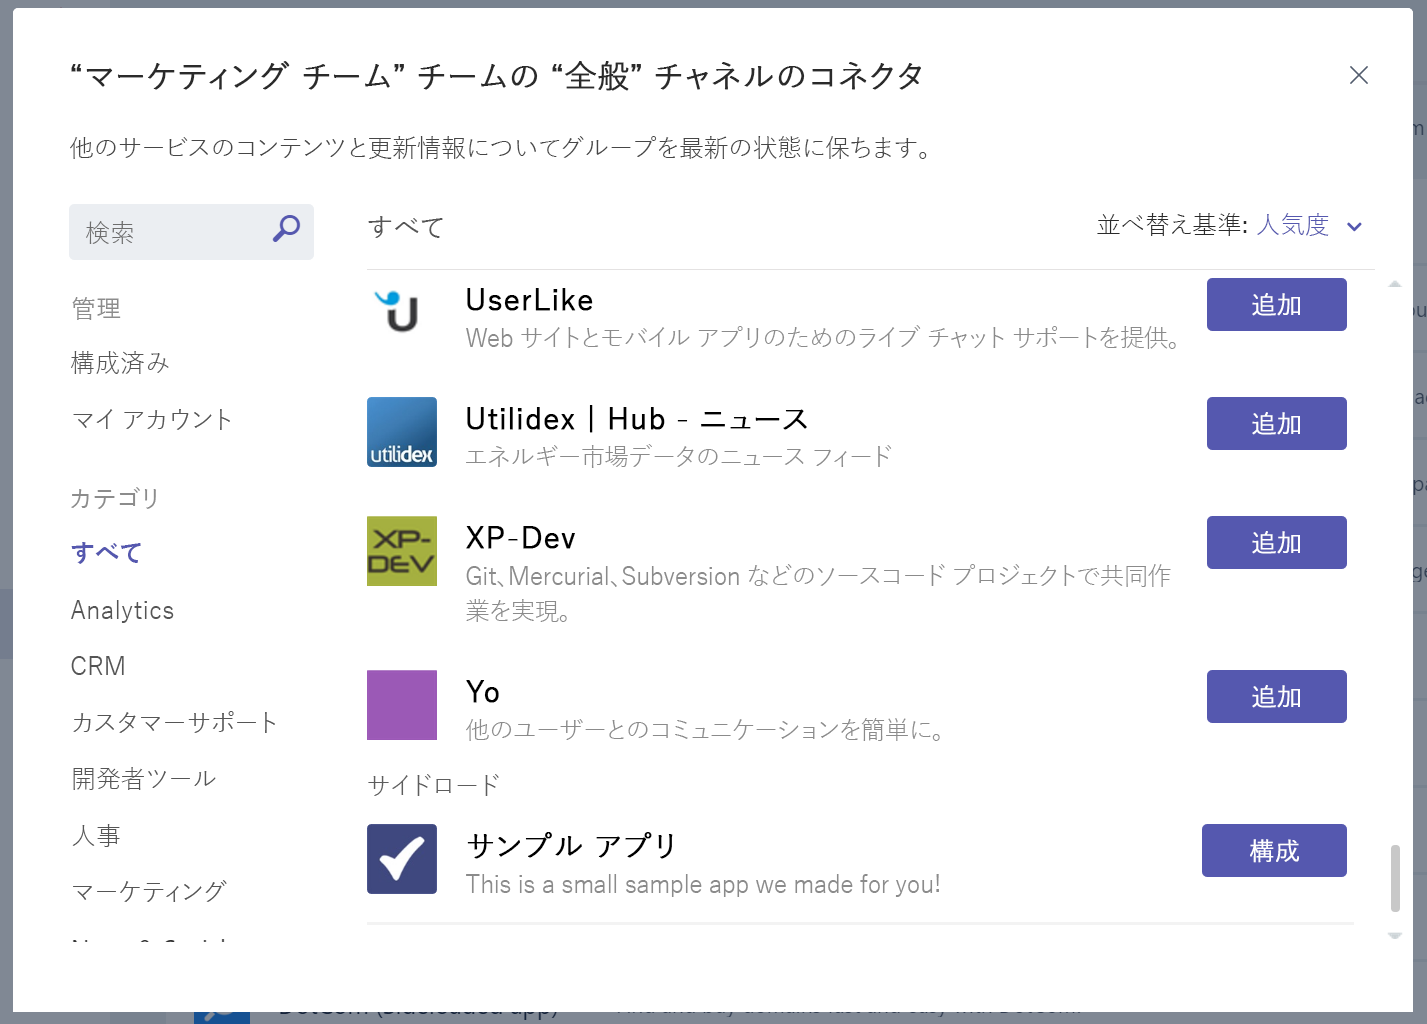 “マーケティング チーム” チームの “全般” チャネルのコネクタ
他のサービスのコンテンツと更新情報についてグループを最新の状態に保ちます。
検索
すべて
並べ替え基準: 人気度
管理
構成済み
マイ アカウント
カテゴリ
すべて
Analytics
CRM
カスタマーサポート
開発者ツール
人事
マーケティング
UserLike
Web サイトとモバイル アプリのためのライブ チャット サポートを提供。
追加
utilidex
Utilidex | Hub - ニュース
エネルギー市場データのニュース フィード
追加
XP-
DEV
XP-Dev
Git、Mercurial、Subversion などのソースコード プロジェクトで共同作
業を実現。
追加
Yo
他のユーザーとのコミュニケーションを簡単に。
追加
サイドロード
サンプル アプリ
This is a small sample app we made for you!
構成